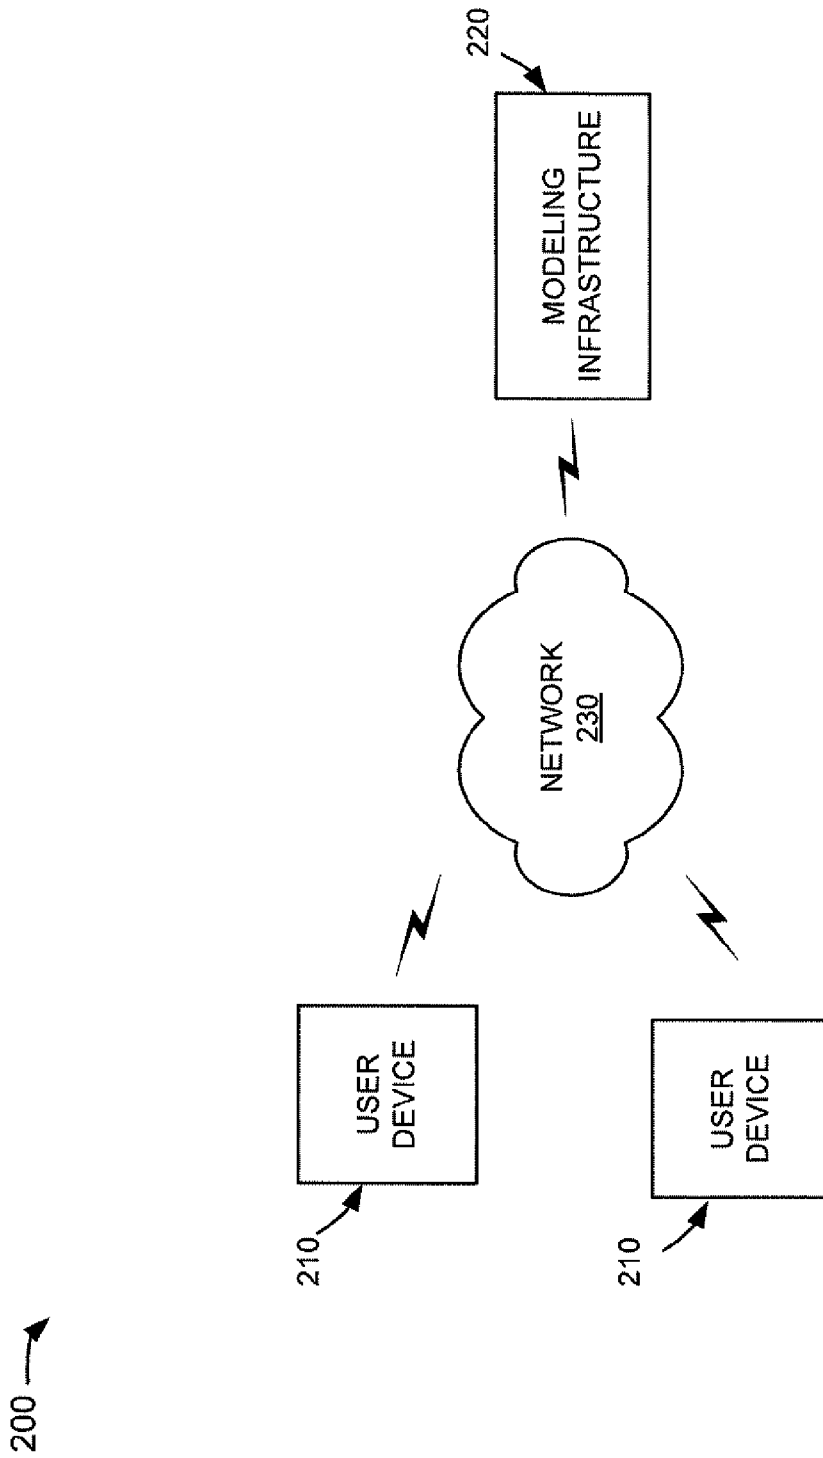 200
210
USER
DEVICE
210
USER
DEVICE
NETWORK
230
220
MODELING
INFRASTRUCTURE